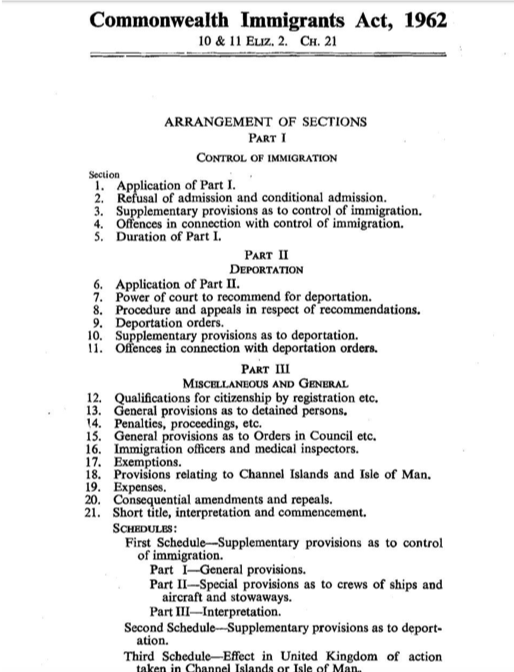 Commonwealth Immigrants Act, 1962
10 & 11 ELIZ. 2. CH. 21
ARRANGEMENT OF SECTIONS
PART I
CONTROL OF IMMIGRATION
Section
1. Application of Part I.
2. Refusal of admission and conditional admission.
3. Supplementary provisions as to control of immigration.
4. Offences in connection with control of immigration.
5. Duration of Part I.
PART II
DEPORTATION
6. Application of Part II.
7. Power of court to recommend for deportation.
8. Procedure and appeals in respect of recommendations.
9. Deportation orders.
10. Supplementary provisions as to deportation.
11. Offences in connection with deportation orders.
PART III
MISCELLANEOUS AND GENERAL
12. Qualifications for citizenship by registration etc.
13. General provisions as to detained persons.
14. Penalties, proceedings, etc.
15. General provisions as to Orders in Council etc.
16. Immigration officers and medical inspectors.
17. Exemptions.
18. Provisions relating to Channel Islands and Isle of Man.
19. Expenses.
20. Consequential amendments and repeals.
21. Short title, interpretation and commencement.
SCHEDULES:
First Schedule—Supplementary provisions as to control
of immigration.
Part I—General provisions.
Part II—Special provisions as to crews of ships and
aircraft and stowaways.
Part III—Interpretation.
Second Schedule—Supplementary provisions as to deport-
ation.
Third Schedule—Effect in United Kingdom of action
taken in Channel Islands or Isle of Man.